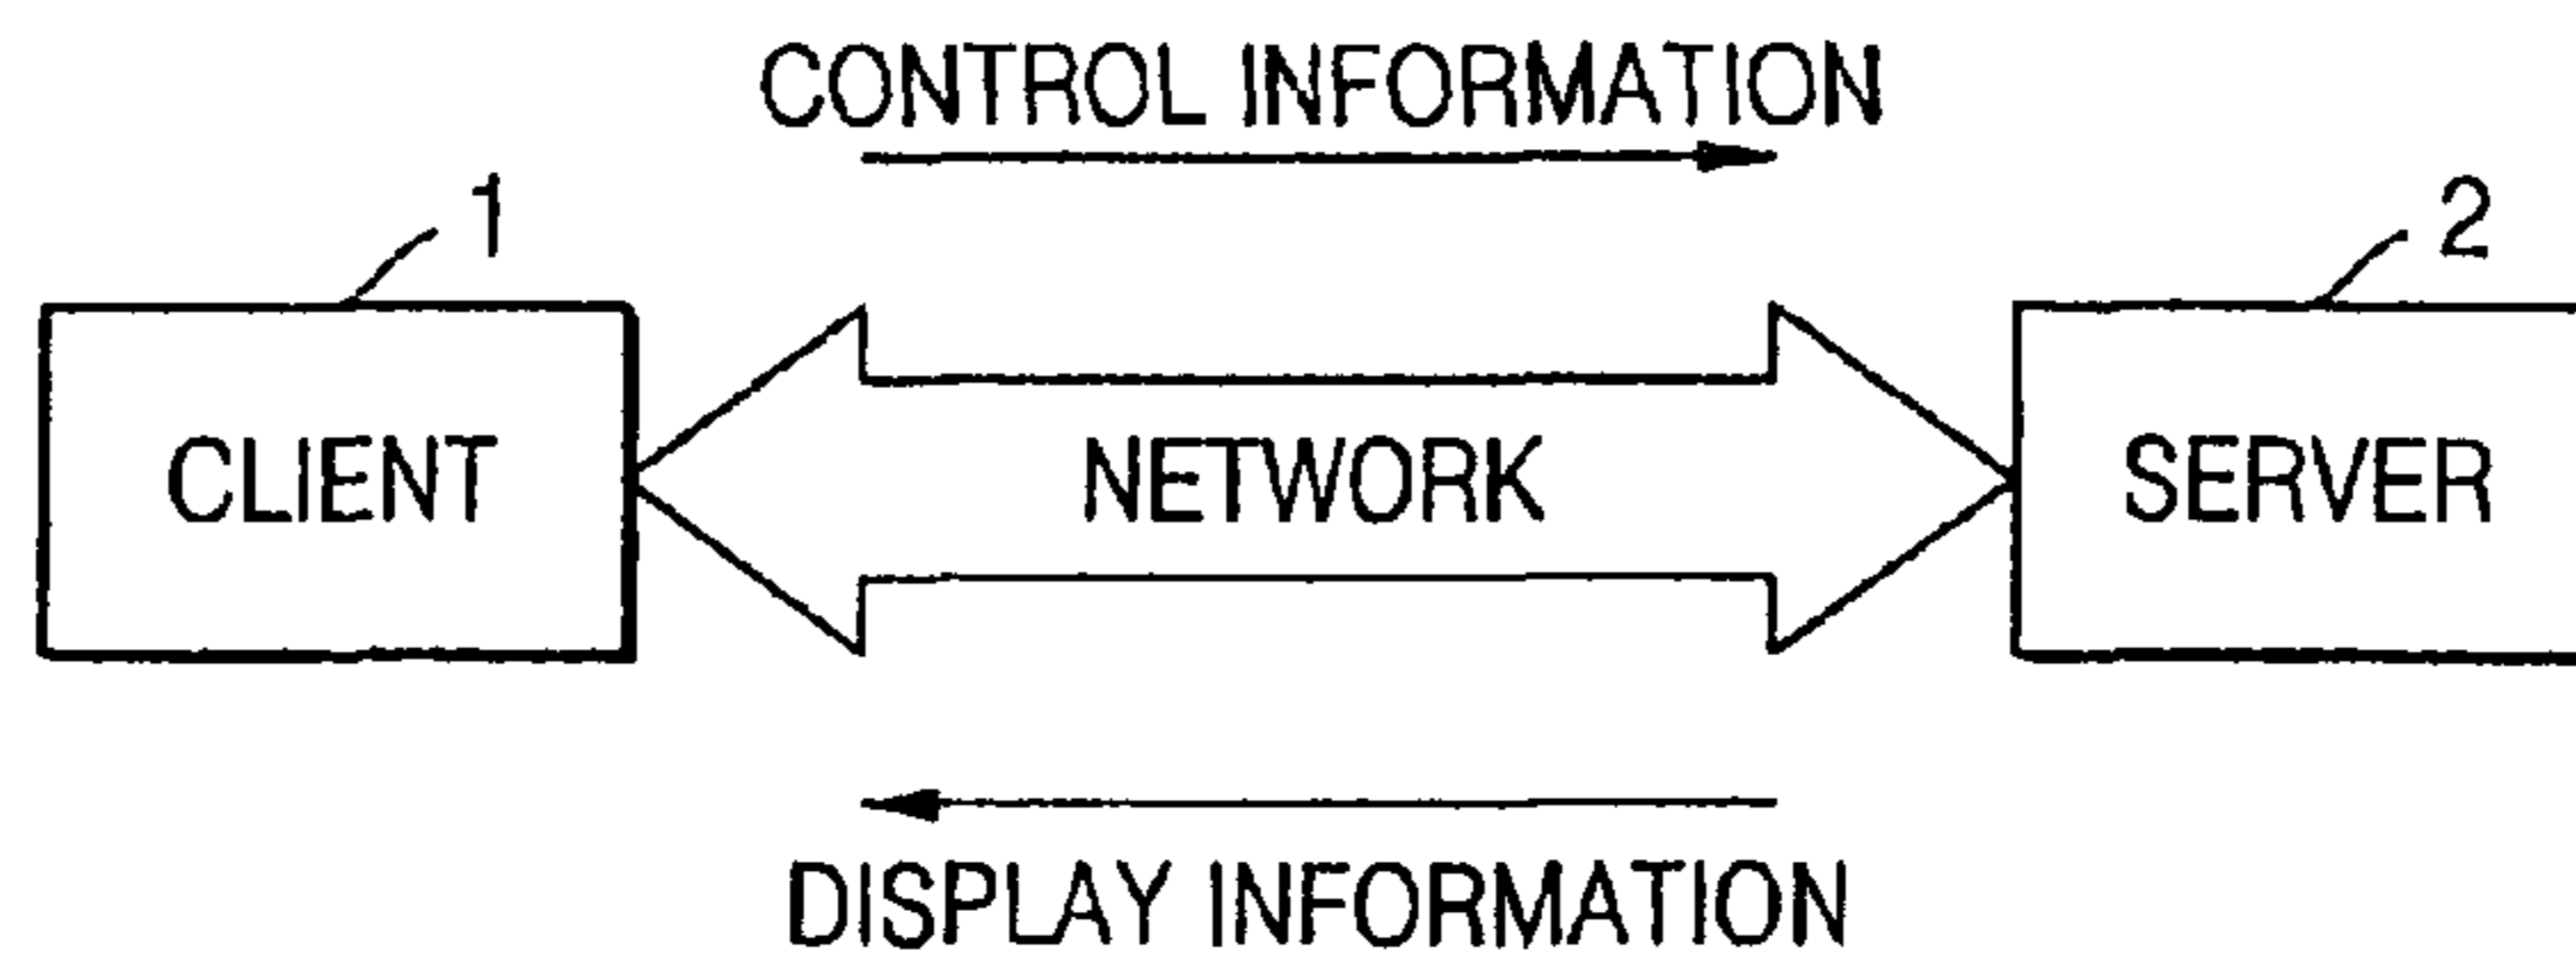 CONTROL INFORMATION
1
2
CLIENT
NETWORK
SERVER
DISPLAY INFORMATION